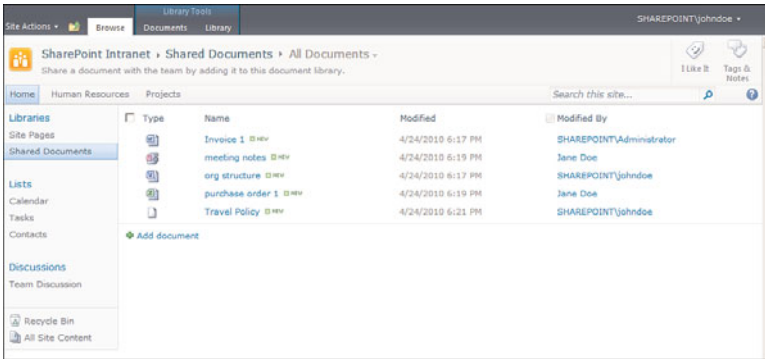 Library Tools
Site Actions Browse Documents Library SHAREPOINT\johndoe
SharePoint Intranet Shared Documents All Documents
Share a document with the team by adding it to this document library.
I Like It Tags & Notes
Home Human Resources Projects Search this site...
Libraries
Site Pages
Shared Documents
Lists
Calendar
Tasks
Contacts
Discussions
Team Discussion
Recycle Bin
All Site Content
Type Name Modified Modified By
Invoice 1 NEW 4/24/2010 6:17 PM SHAREPOINT\Administrator
meeting notes NEW 4/24/2010 6:19 PM Jane Doe
org structure NEW 4/24/2010 6:17 PM SHAREPOINT\johndoe
purchase order 1 NEW 4/24/2010 6:19 PM Jane Doe
Travel Policy NEW 4/24/2010 6:21 PM SHAREPOINT\johndoe
Add document